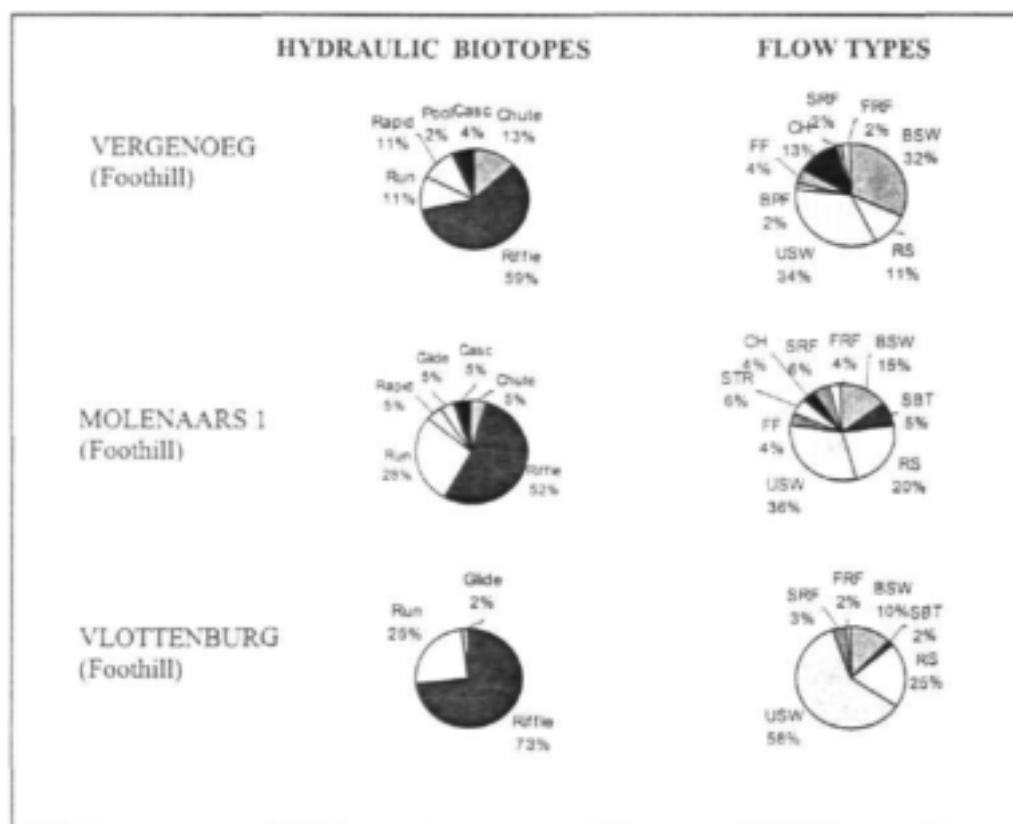 HYDRAULIC BIOTOPES
FLOW TYPES
VERGENOEG
(Foothill)
Rapid
11%
Pool
2%
Casc
4%
Chute
13%
Run
11%
Riffle
59%
SRF
2%
FRF
2%
CH
13%
BSW
32%
FF
4%
BPF
2%
USW
34%
RS
11%
MOLENAARS 1
(Foothill)
Glide
5%
Casc
5%
Chute
5%
Rapid
5%
Run
28%
Riffle
52%
CH
4%
SRF
6%
FRF
4%
BSW
15%
STR
6%
SBT
5%
FF
4%
USW
36%
RS
20%
VLOTTENBURG
(Foothill)
Glide
2%
Run
25%
Riffle
73%
SRF
3%
FRF
2%
BSW
10%
SBT
2%
RS
25%
USW
58%